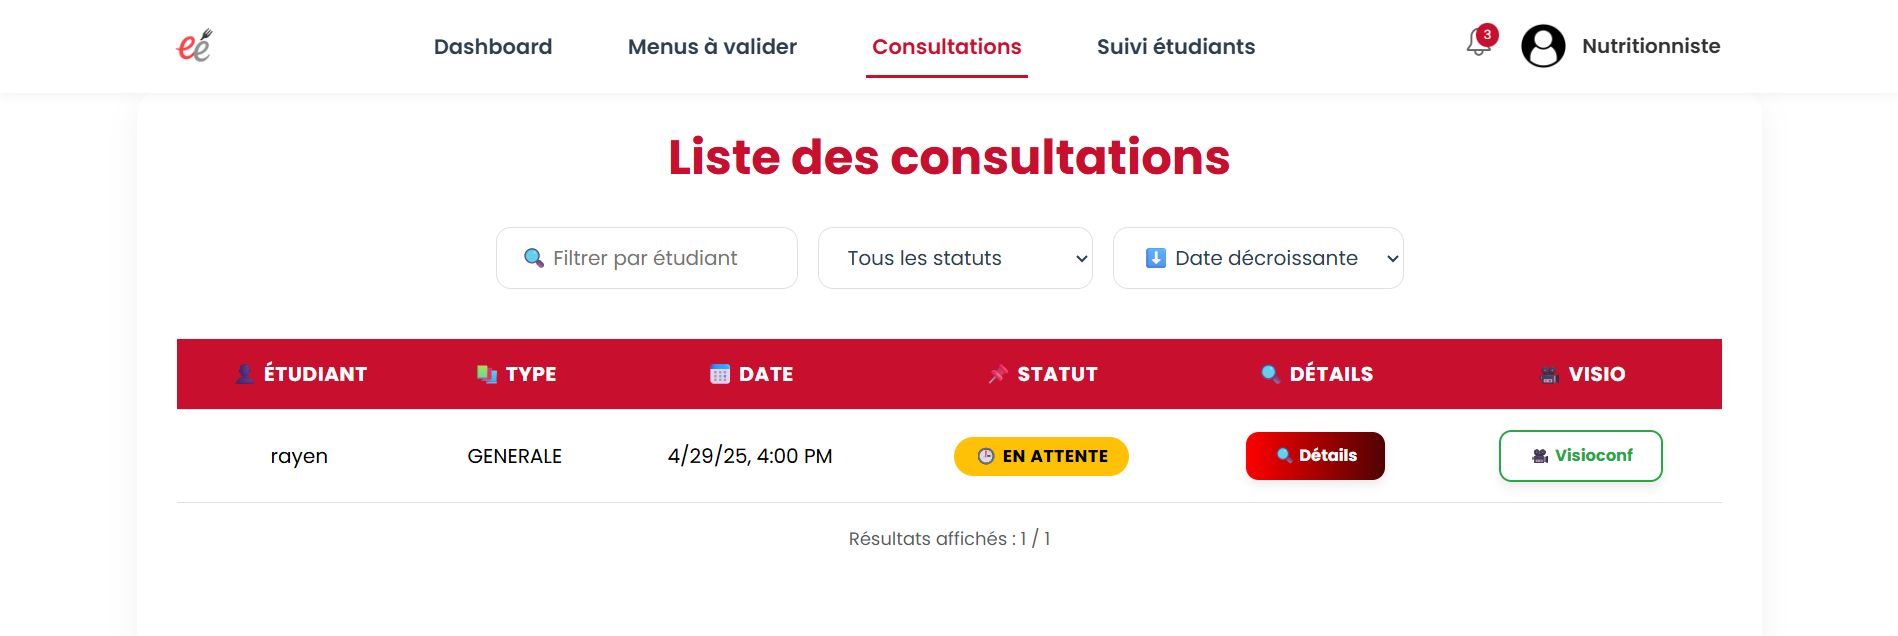 eé
Dashboard Menus à valider Consultations Suivi étudiants 3 Nutritionniste
Liste des consultations
Filtrer par étudiant Tous les statuts Date décroissante
ÉTUDIANT TYPE DATE STATUT DÉTAILS VISIO
rayen GENERALE 4/29/25, 4:00 PM EN ATTENTE Détails Visioconf
Résultats affichés : 1 / 1